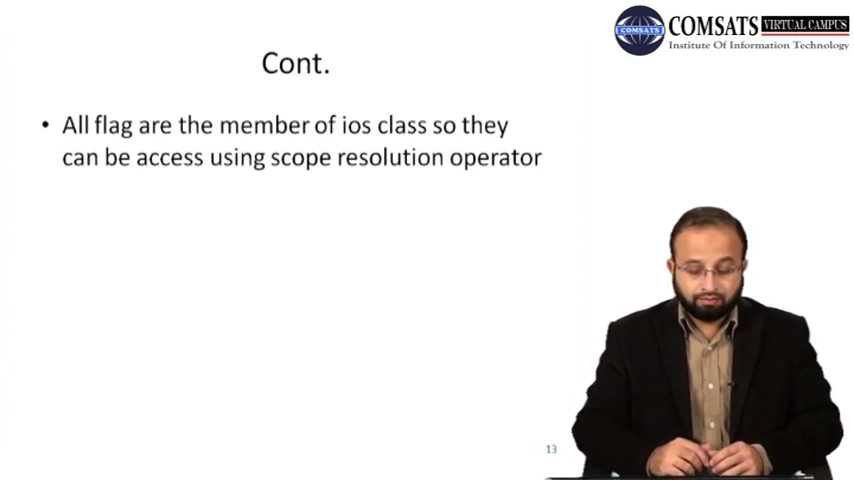 COMSATS
COMSATS
VIRTUAL CAMPUS
Institute Of Information Technology
Cont.
• All flag are the member of ios class so they
can be access using scope resolution operator
13